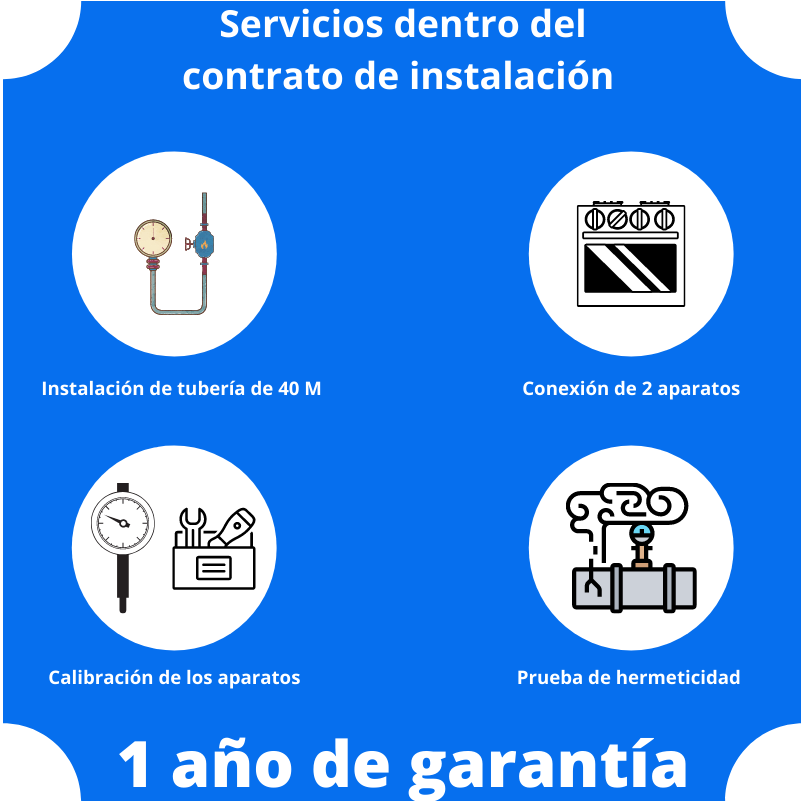 Servicios dentro del
contrato de instalación
Instalación de tubería de 40 M
Conexión de 2 aparatos
Calibración de los aparatos
Prueba de hermeticidad
1 año de garantía